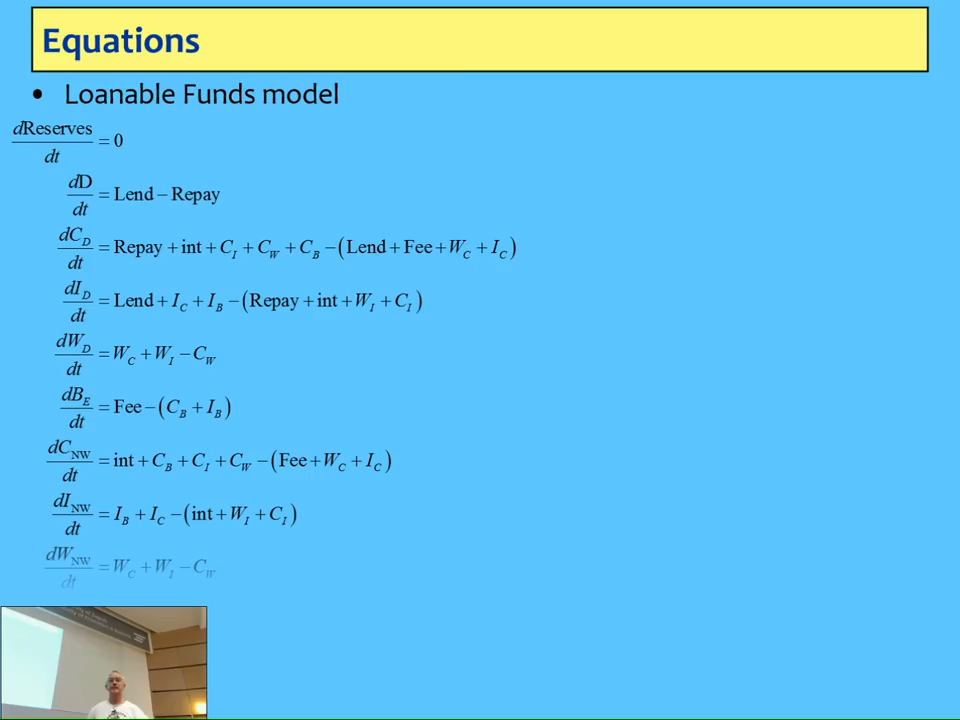 Equations
• Loanable Funds model
dReserves/dt = 0
dD/dt = Lend − Repay
dC_D/dt = Repay + int + C_I + C_W + C_B − (Lend + Fee + W_C + I_C)
dI_D/dt = Lend + I_C + I_B − (Repay + int + W_I + C_I)
dW_D/dt = W_C + W_I − C_W
dB_E/dt = Fee − (C_B + I_B)
dC_NW/dt = int + C_B + C_I + C_W − (Fee + W_C + I_C)
dI_NW/dt = I_B + I_C − (int + W_I + C_I)
dW_NW/dt = W_C + W_I − C_W